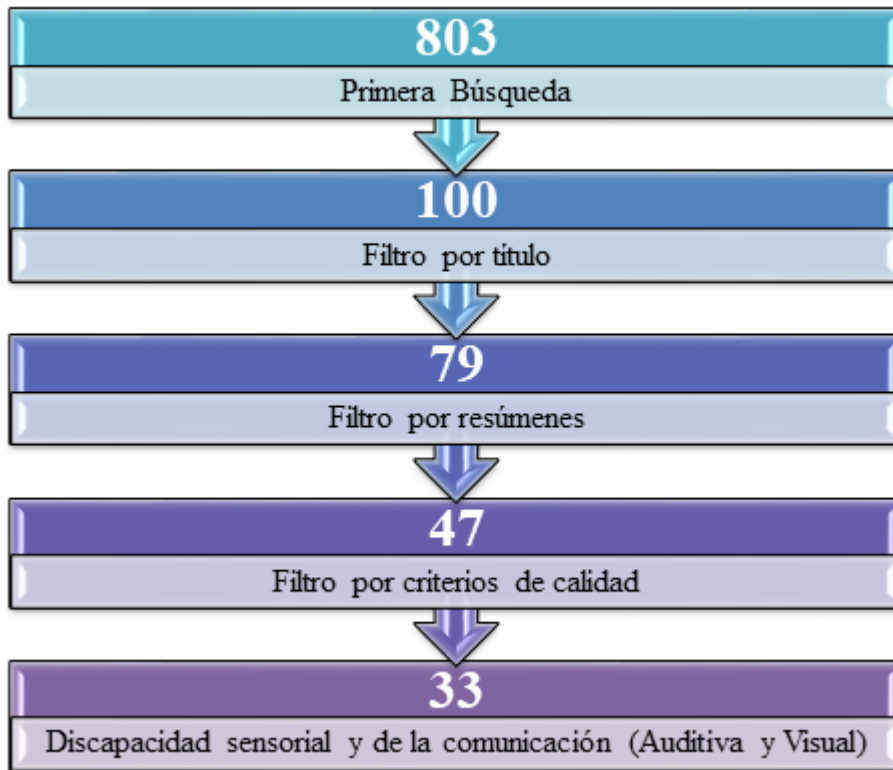 803
Primera Búsqueda
100
Filtro por título
79
Filtro por resúmenes
47
Filtro por criterios de calidad
33
Discapacidad sensorial y de la comunicación (Auditiva y Visual)